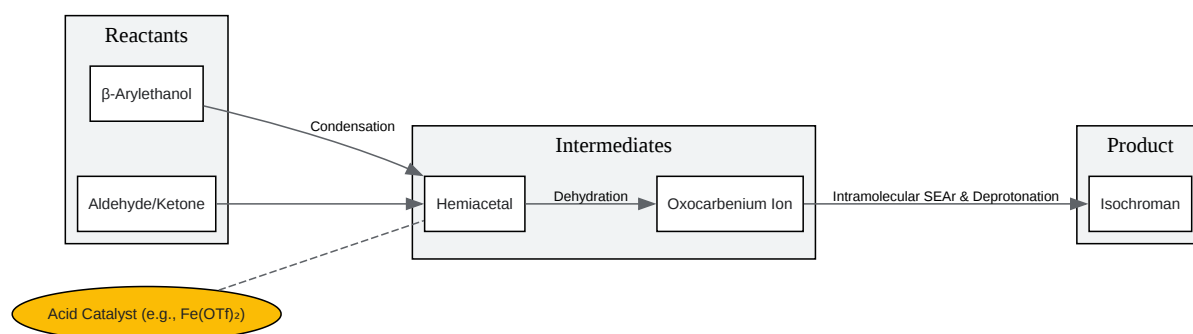 Reactants
β-Arylethanol
Condensation
Aldehyde/Ketone
Acid Catalyst (e.g., Fe(OTf)₂)
Intermediates
Hemiacetal
Dehydration
Oxocarbenium Ion
Intramolecular SEAr & Deprotonation
Product
Isochroman